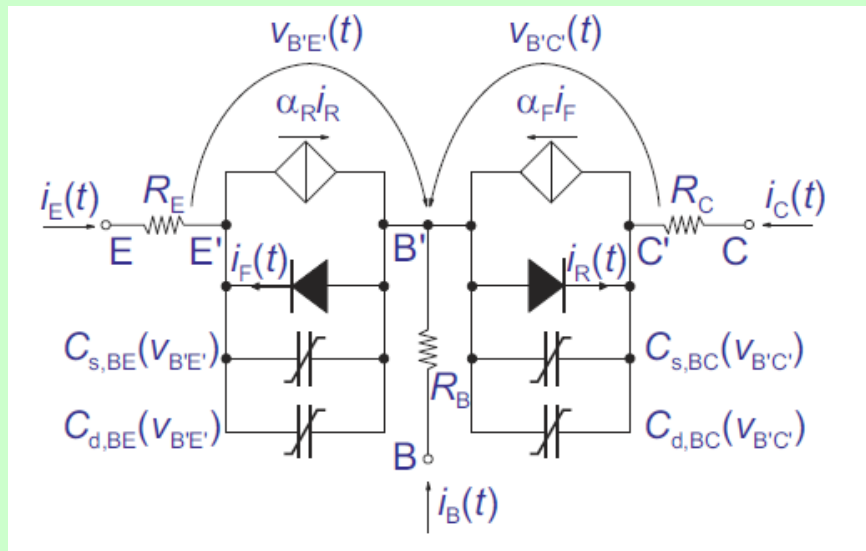 v_B'E'(t) v_B'C'(t)
α_R i_R α_F i_F
i_E(t) R_E R_C i_C(t)
E E' B' C' C
i_F(t) i_R(t)
C_s,BE(v_B'E') C_s,BC(v_B'C')
R_B
C_d,BE(v_B'E') C_d,BC(v_B'C')
B
i_B(t)